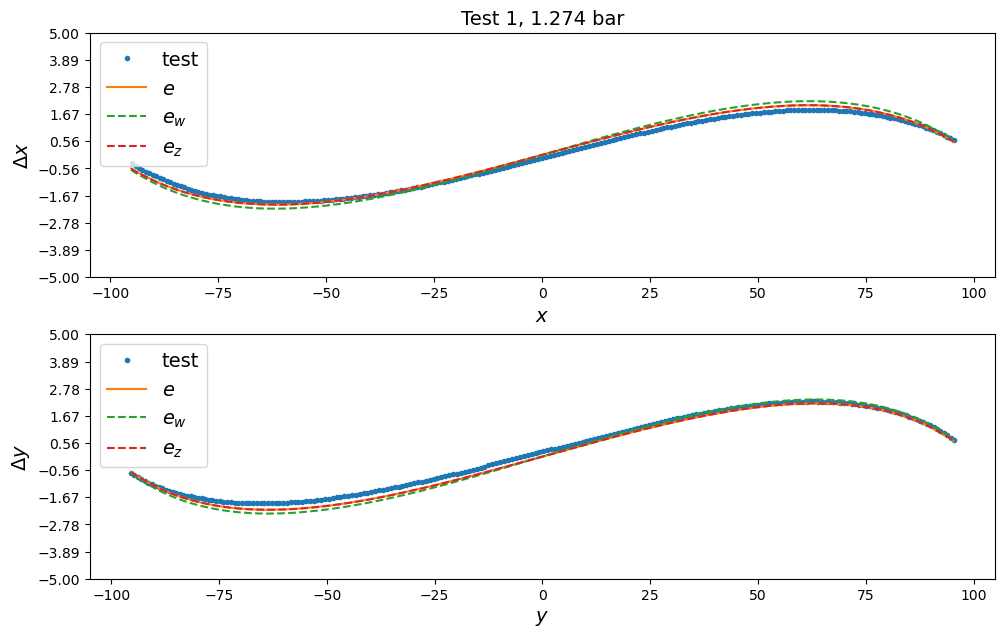 Test 1, 1.274 bar
5.00
3.89
2.78
1.67
0.56
−0.56
−1.67
−2.78
−3.89
−5.00
Δx
test
e
e_w
e_z
−100 −75 −50 −25 0 25 50 75 100
x
5.00
3.89
2.78
1.67
0.56
−0.56
−1.67
−2.78
−3.89
−5.00
Δy
test
e
e_w
e_z
−100 −75 −50 −25 0 25 50 75 100
y